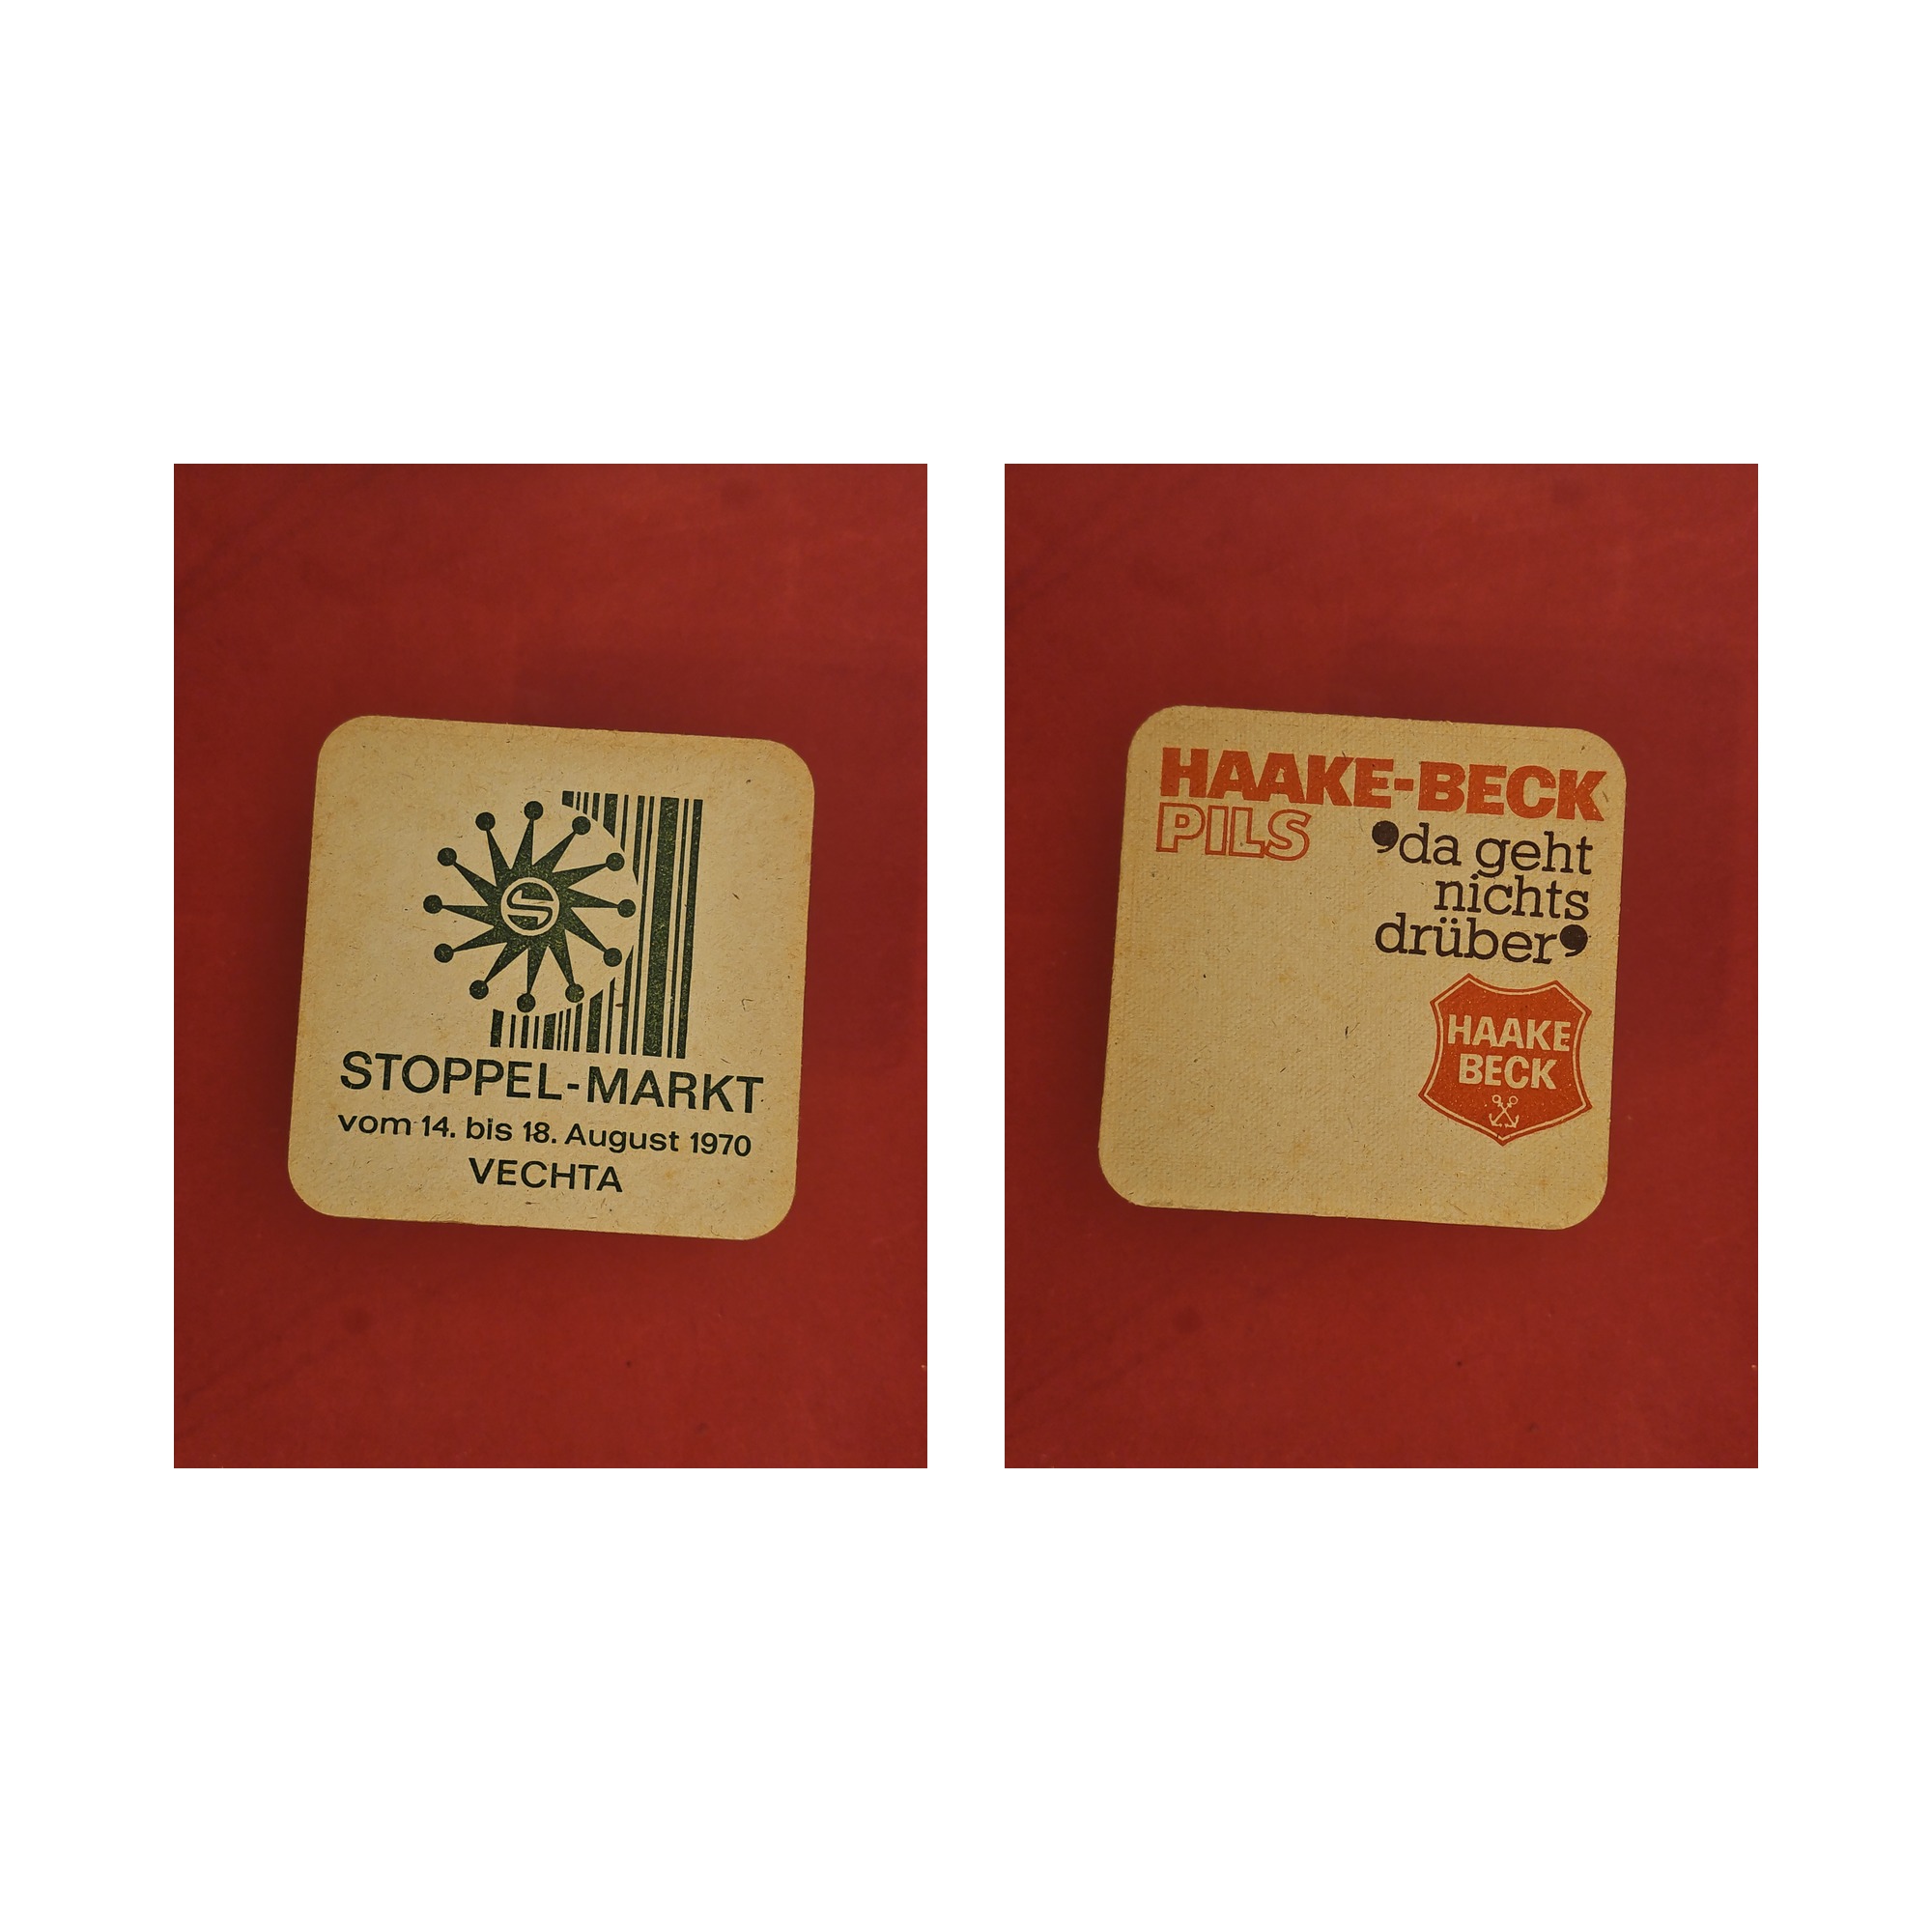 S
STOPPEL-MARKT
vom 14. bis 18. August 1970
VECHTA
HAAKE-BECK
PILS
❜da geht
nichts
drüber❜
HAAKE
BECK